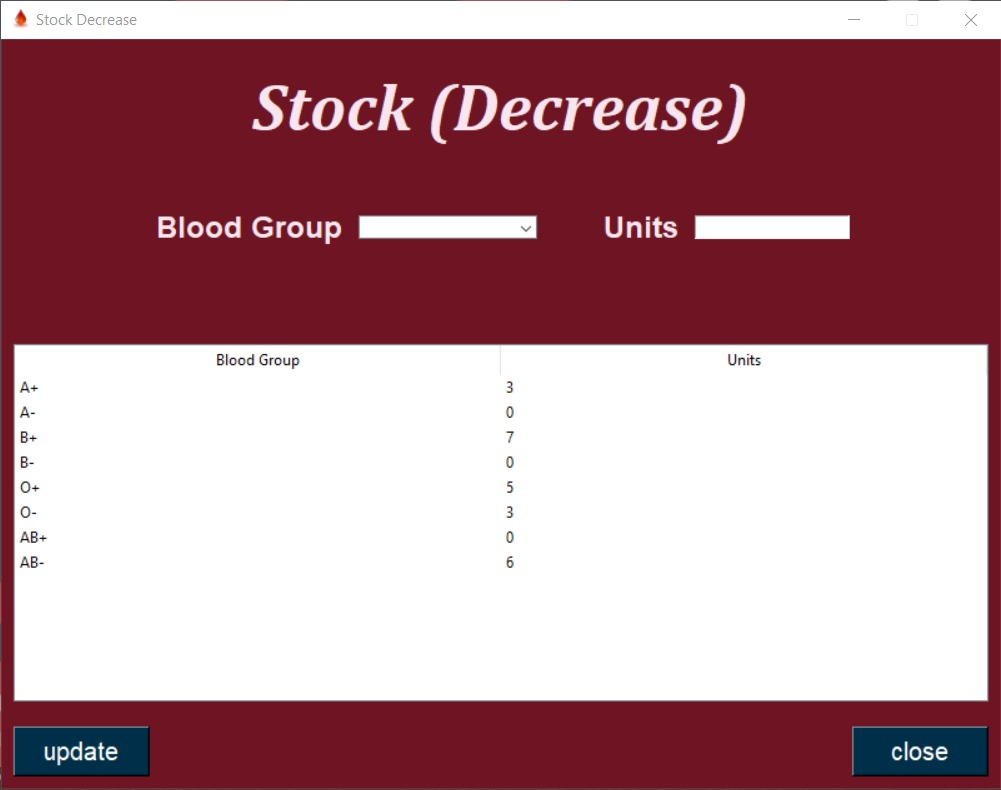 Stock Decrease
Stock (Decrease)
Blood Group Units
Blood Group Units
A+ 3
A- 0
B+ 7
B- 0
O+ 5
O- 3
AB+ 0
AB- 6
update close